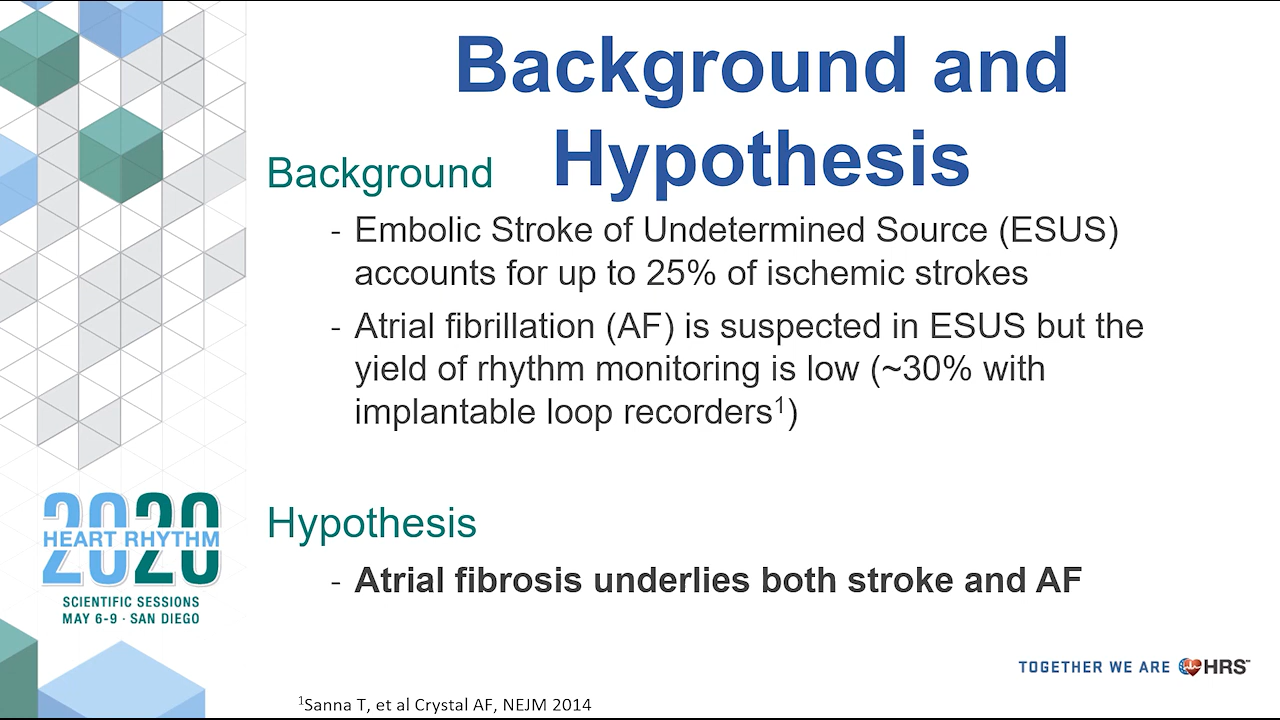 Background and
Hypothesis
Background
- Embolic Stroke of Undetermined Source (ESUS)
accounts for up to 25% of ischemic strokes
- Atrial fibrillation (AF) is suspected in ESUS but the
yield of rhythm monitoring is low (~30% with
implantable loop recorders¹)
Hypothesis
- Atrial fibrosis underlies both stroke and AF
2020
HEART RHYTHM
SCIENTIFIC SESSIONS
MAY 6-9 · SAN DIEGO
TOGETHER WE ARE HRS™
¹Sanna T, et al Crystal AF, NEJM 2014